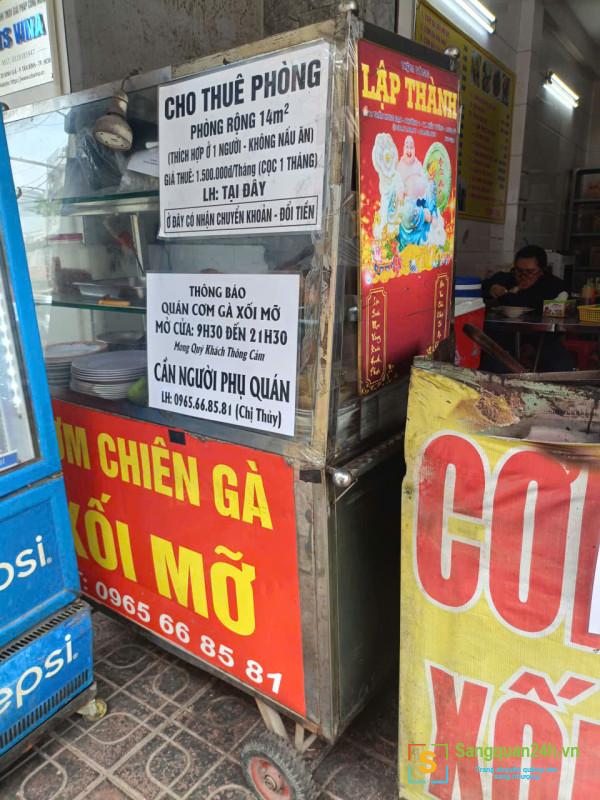 CHO THUÊ PHÒNG
PHÒNG RỘNG 14m²
(THÍCH HỢP Ở 1 NGƯỜI - KHÔNG NẤU ĂN)
GIÁ THUÊ: 1.500.000đ/Tháng (CỌC 1 THÁNG)
LH: TẠI ĐÂY
Ở ĐÂY CÓ NHẬN CHUYỂN KHOẢN - ĐỔI TIỀN
THÔNG BÁO
QUÁN CƠM GÀ XỐI MỠ
MỞ CỬA: 9H30 ĐẾN 21H30
Mong Quý Khách Thông Cảm
CẦN NGƯỜI PHỤ QUÁN
LH: 0965.66.85.81 (Chị Thủy)
ƠM CHIÊN GÀ
XỐI MỠ
: 0965 66 85 81
LẬP THÀNH
psi
pepsi
CƠ
XỐI
Sangquan24h.vn